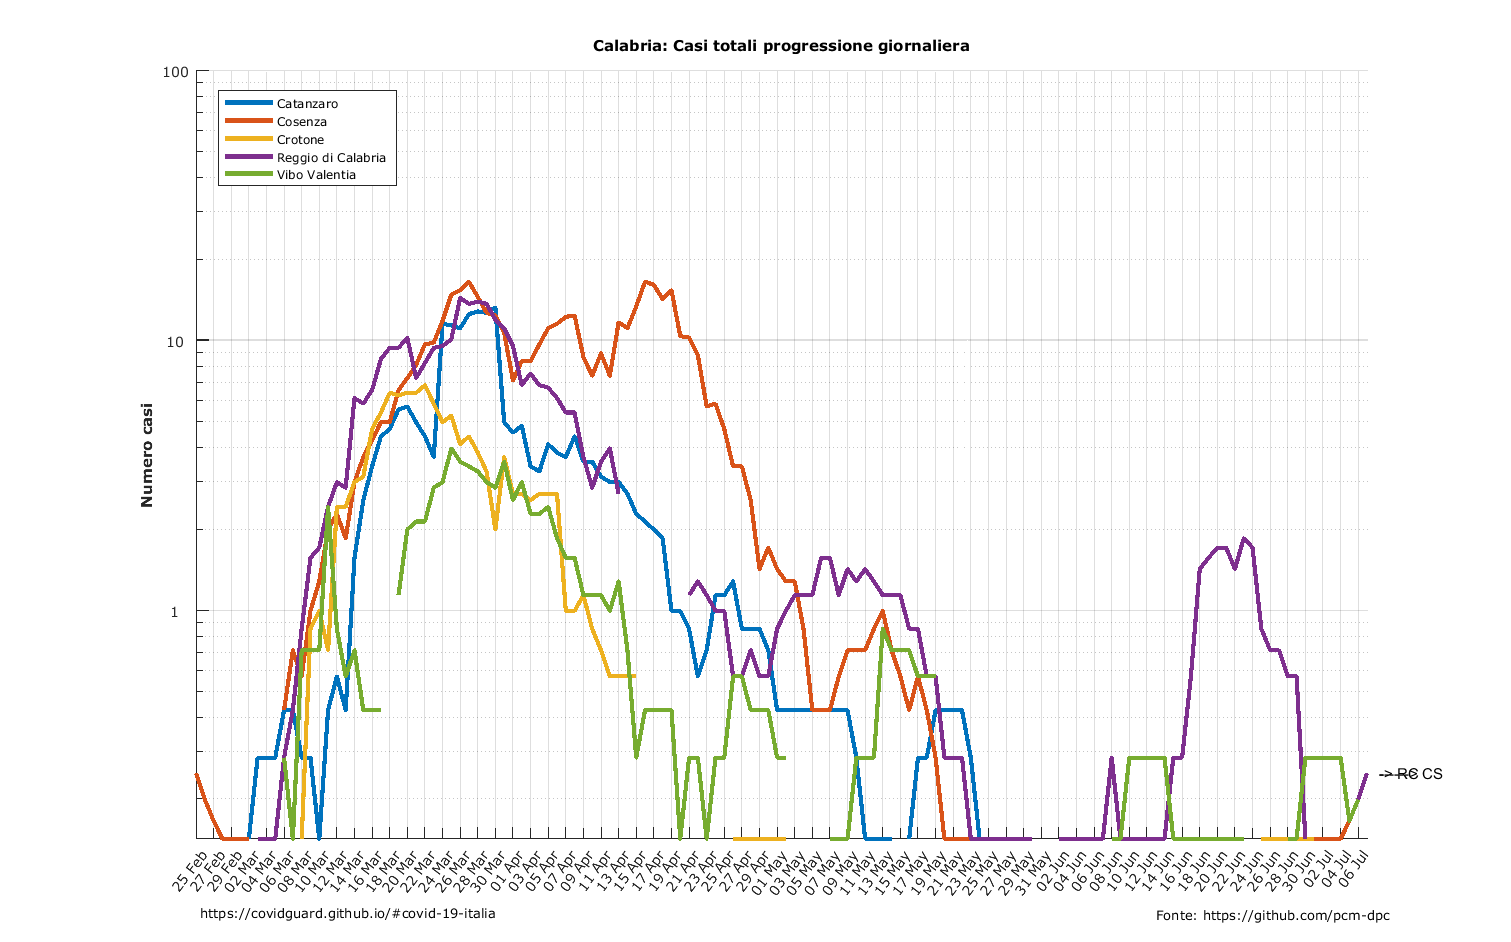 Calabria: Casi totali progressione giornaliera
100
10
1
Numero casi
Catanzaro
Cosenza
Crotone
Reggio di Calabria
Vibo Valentia
25 Feb
27 Feb
29 Feb
02 Mar
04 Mar
06 Mar
08 Mar
10 Mar
12 Mar
14 Mar
16 Mar
18 Mar
20 Mar
22 Mar
24 Mar
26 Mar
28 Mar
30 Mar
01 Apr
03 Apr
05 Apr
07 Apr
09 Apr
11 Apr
13 Apr
15 Apr
17 Apr
19 Apr
21 Apr
23 Apr
25 Apr
27 Apr
29 Apr
01 May
03 May
05 May
07 May
09 May
11 May
13 May
15 May
17 May
19 May
21 May
23 May
25 May
27 May
29 May
31 May
02 Jun
04 Jun
06 Jun
08 Jun
10 Jun
12 Jun
14 Jun
16 Jun
18 Jun
20 Jun
22 Jun
24 Jun
26 Jun
28 Jun
30 Jun
02 Jul
04 Jul
06 Jul
-> RC CS
https://covidguard.github.io/#covid-19-italia
Fonte: https://github.com/pcm-dpc